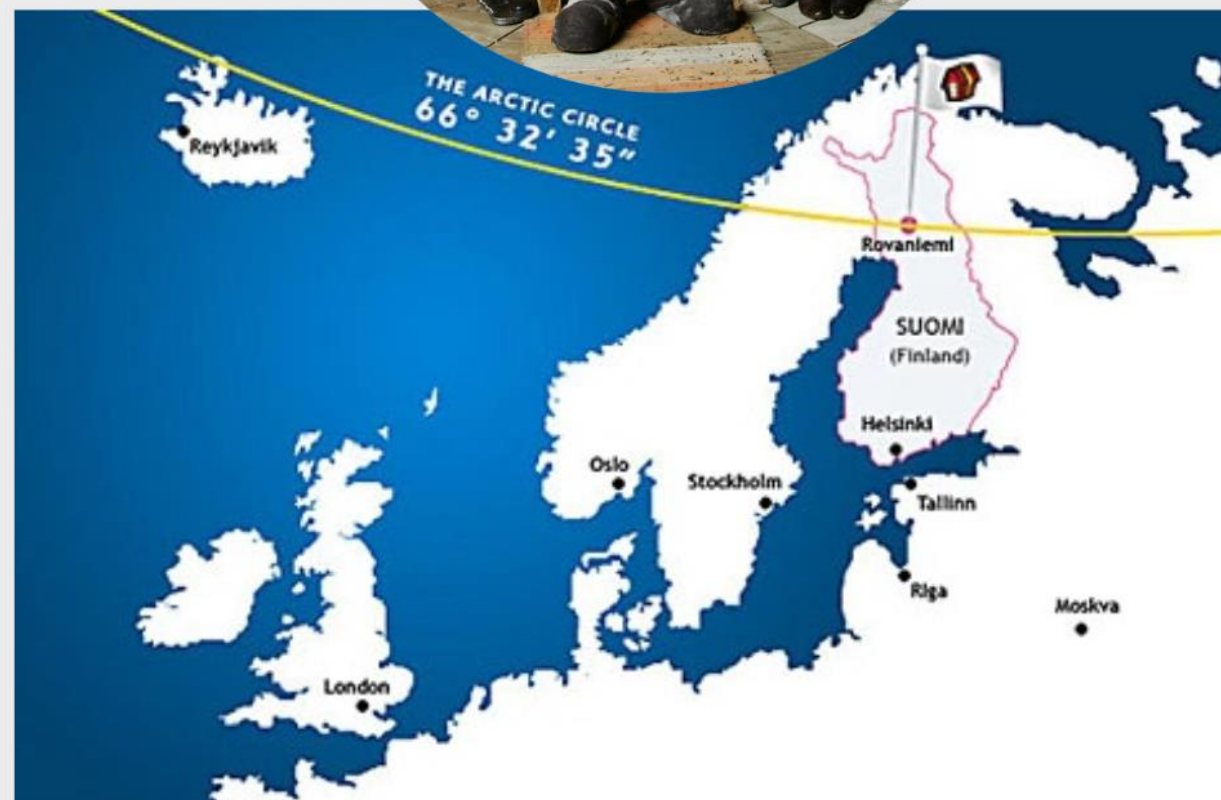 THE ARCTIC CIRCLE
66° 32' 35"
Reykjavik
Rovaniemi
SUOMI
(Finland)
Helsinki
Oslo
Stockholm
Tallinn
Riga
Moskva
London